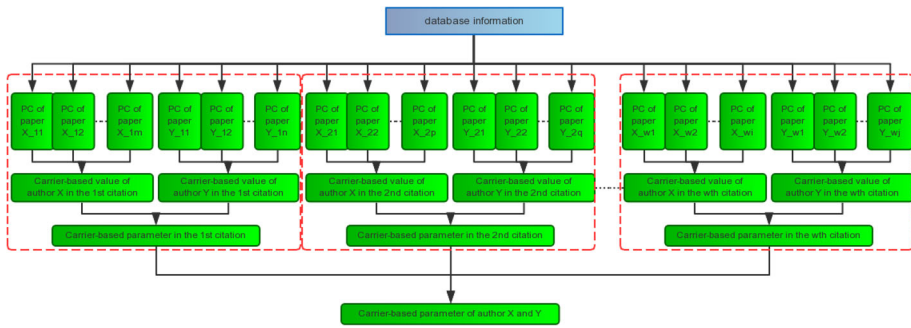 database information
PC of
paper
X_11
PC of
paper
X_12
PC of
paper
X_1m
PC of
paper
Y_11
PC of
paper
Y_12
PC of
paper
Y_1n
PC of
paper
X_21
PC of
paper
X_22
PC of
paper
X_2p
PC of
paper
Y_21
PC of
paper
Y_22
PC of
paper
Y_2q
PC of
paper
X_w1
PC of
paper
X_w2
PC of
paper
X_wi
PC of
paper
Y_w1
PC of
paper
Y_w2
PC of
paper
Y_wj
Carrier-based value of
author X in the 1st citation
Carrier-based value of
author Y in the 1st citation
Carrier-based value of
author X in the 2nd citation
Carrier-based value of
author Y in the 2nd citation
Carrier-based value of
author X in the wth citation
Carrier-based value of
author Y in the wth citation
Carrier-based parameter in the 1st citation
Carrier-based parameter in the 2nd citation
Carrier-based parameter in the wth citation
Carrier-based parameter of author X and Y